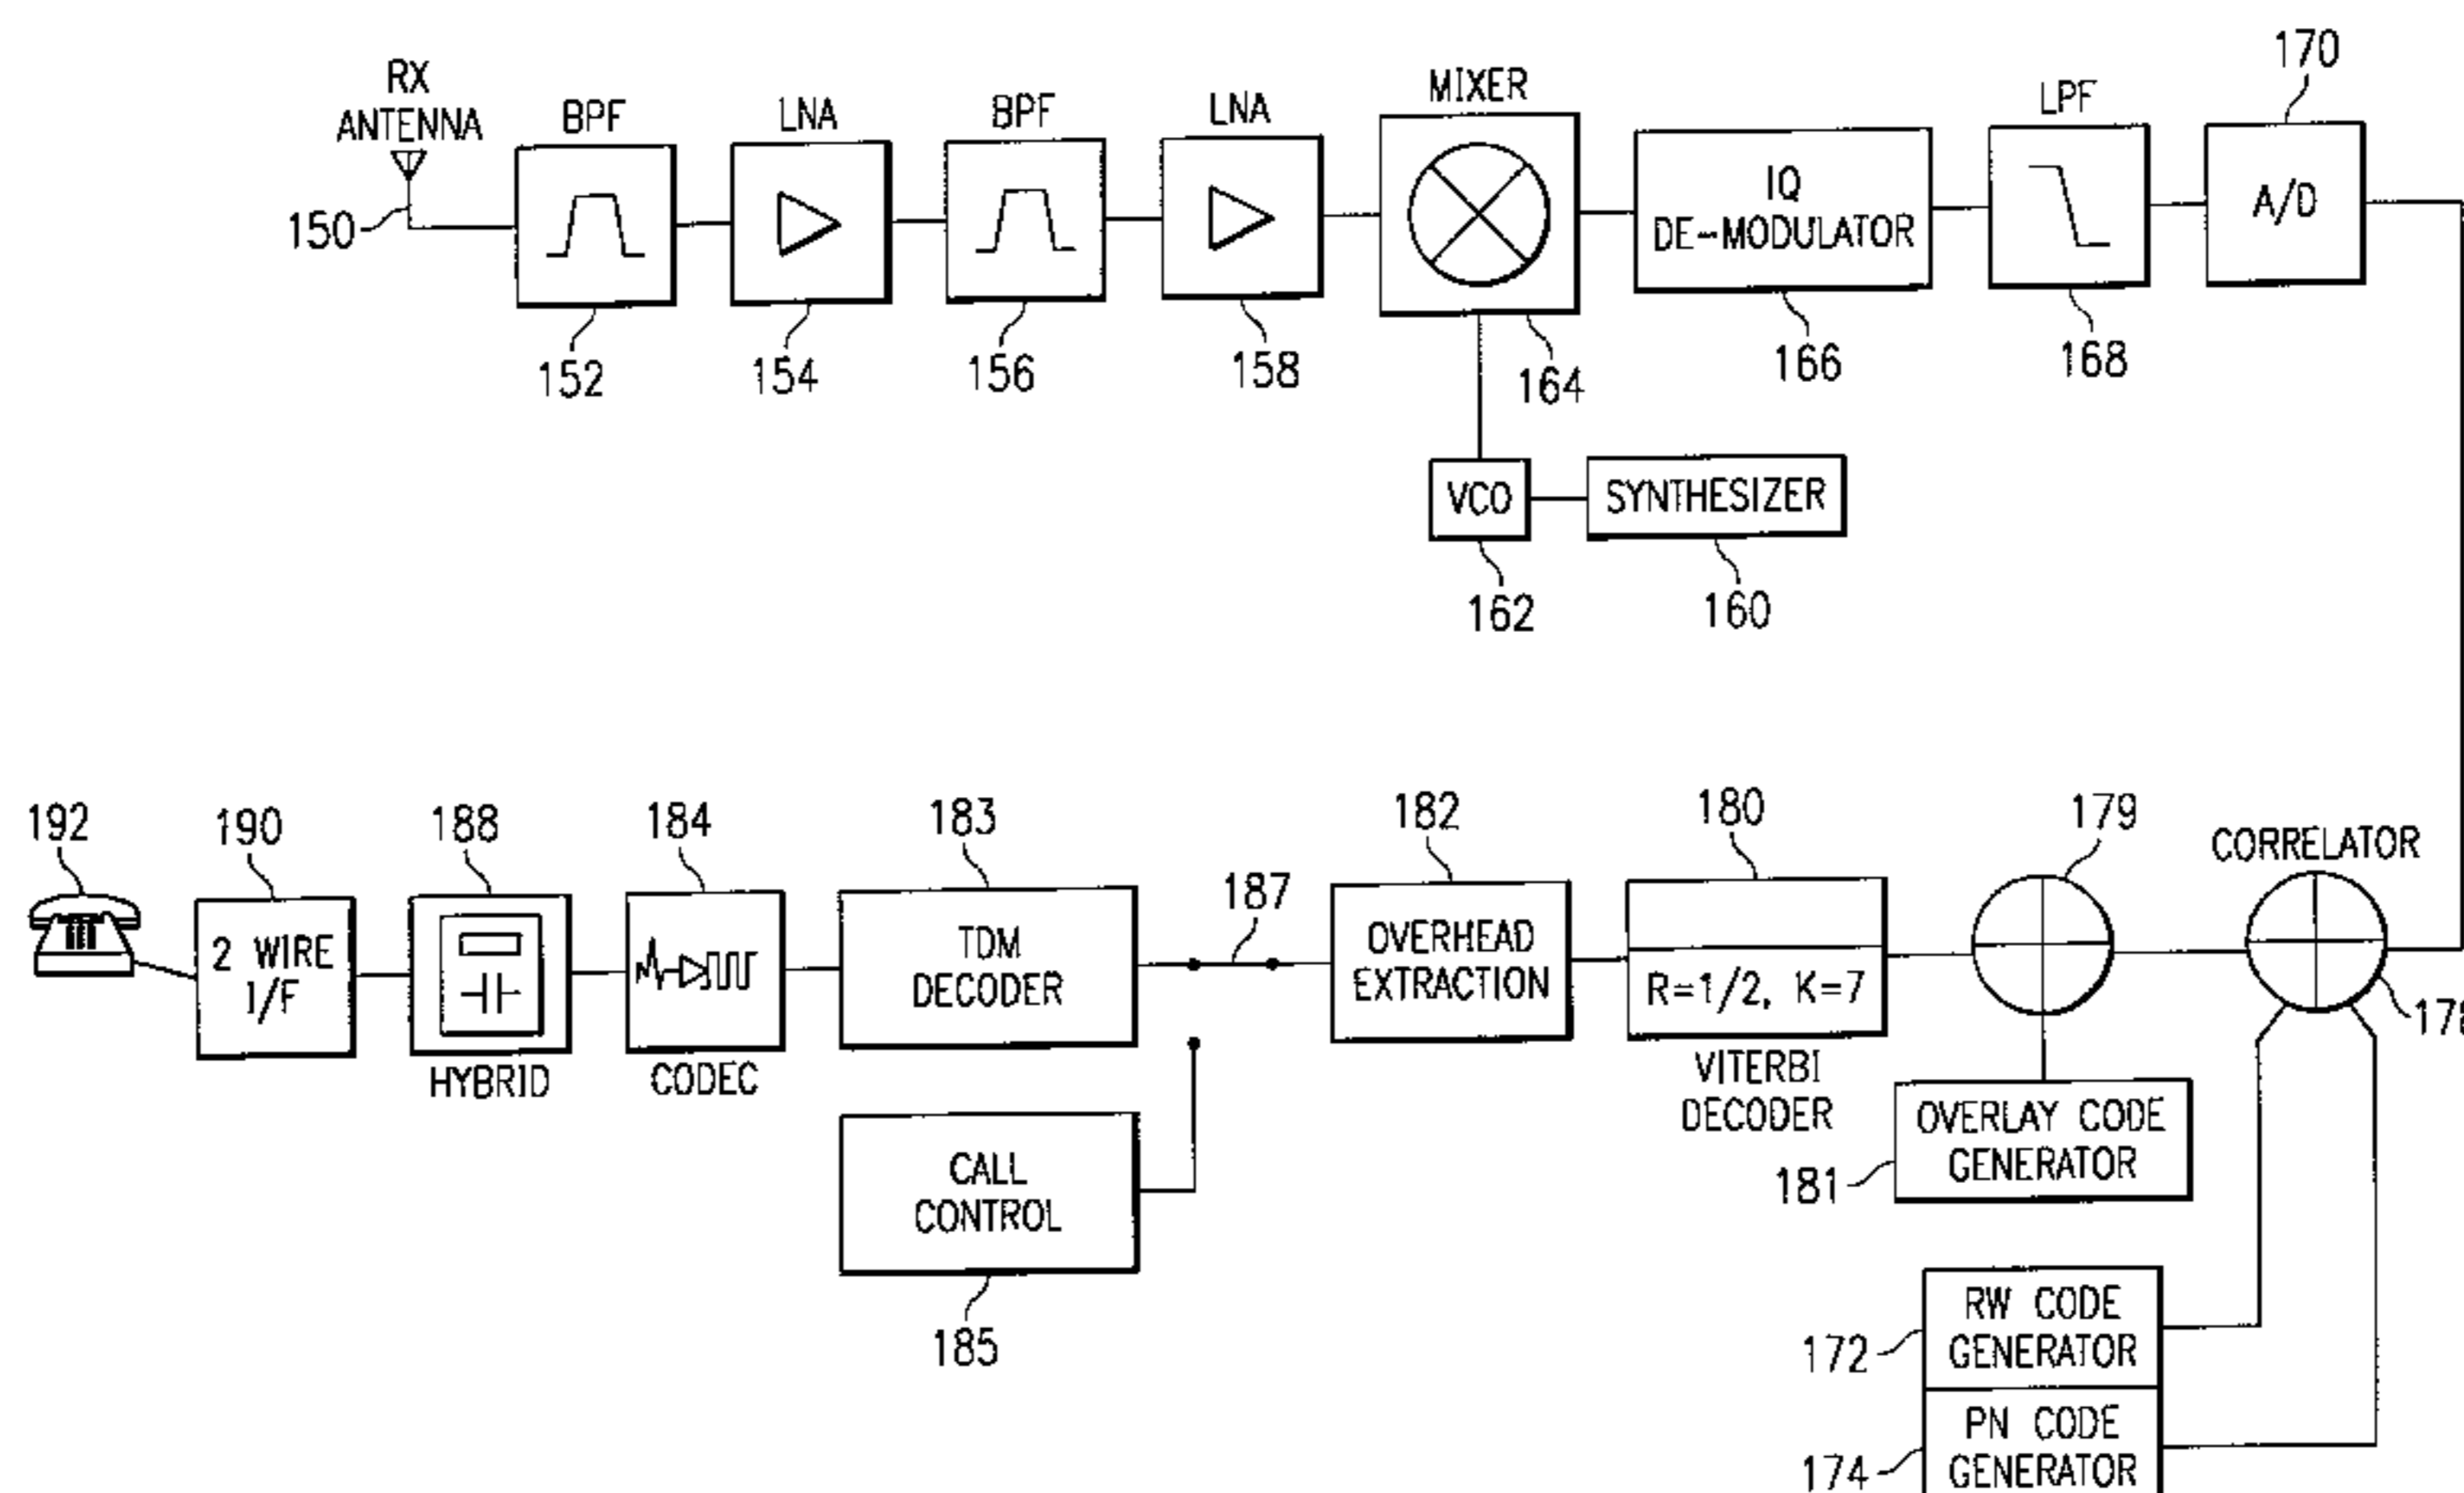 RX
ANTENNA
BPF
LNA
BPF
LNA
MIXER
LPF
170
IQ
DE-MODULATOR
A/D
150
152
154
156
158
164
166
168
VCO
SYNTHESIZER
162
160
192
190
188
184
183
187
182
180
179
CORRELATOR
2 WIRE
I/F
HYBRID
CODEC
TDM
DECODER
OVERHEAD
EXTRACTION
R=1/2, K=7
VITERBI
DECODER
OVERLAY CODE
GENERATOR
181
CALL
CONTROL
185
RW CODE
GENERATOR
172
PN CODE
GENERATOR
174